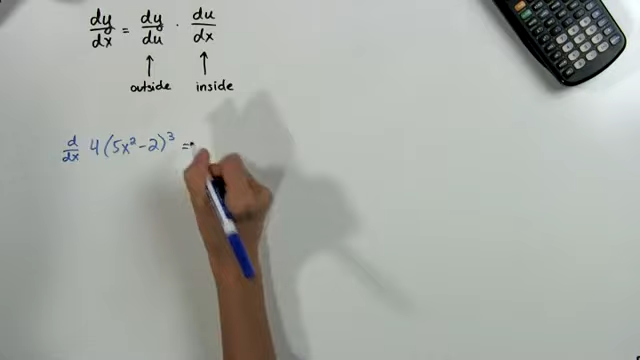 dy/dx = dy/du · du/dx
outside inside
d/dx 4(5x²-2)³ =